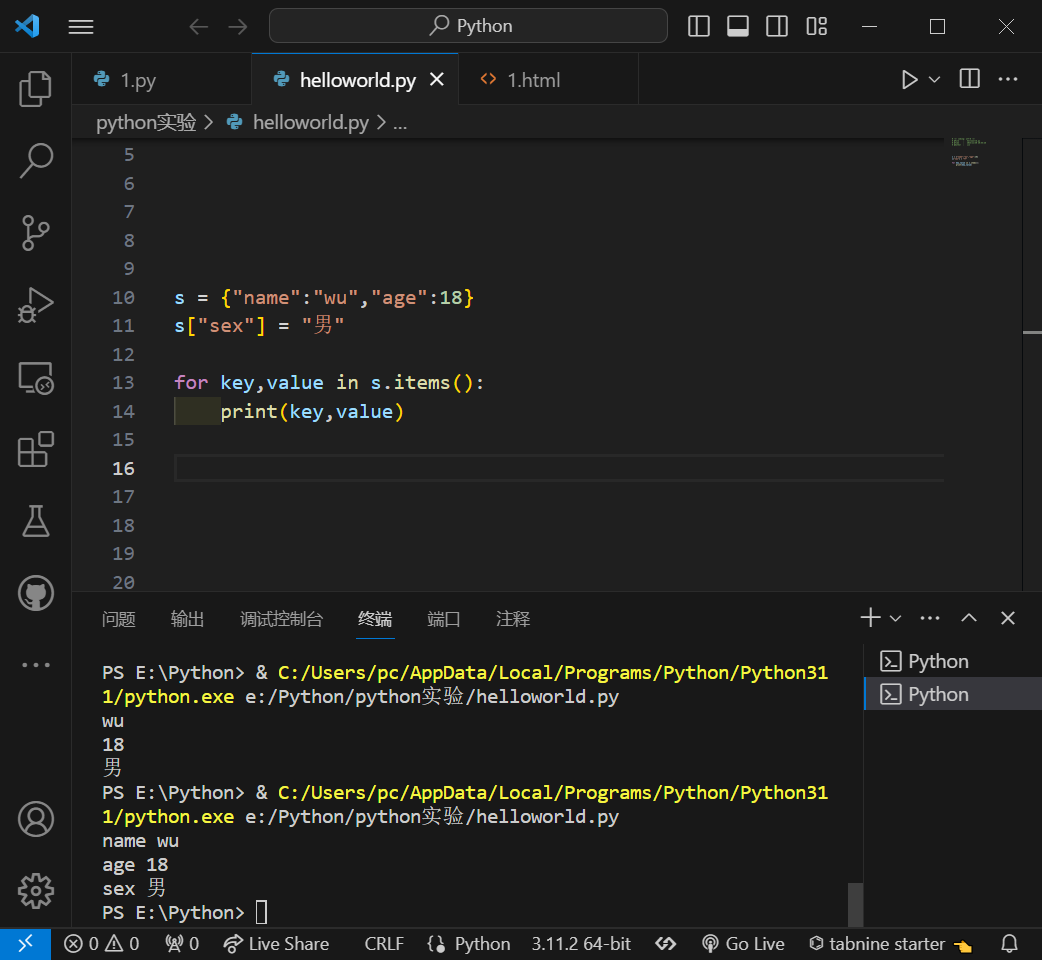 Python
1.py
helloworld.py
1.html
python实验 > helloworld.py > ...
5
6
7
8
9
10 s = {"name":"wu","age":18}
11 s["sex"] = "男"
12
13 for key,value in s.items():
14     print(key,value)
15
16
17
18
19
20
问题 输出 调试控制台 终端 端口 注释
PS E:\Python> & C:/Users/pc/AppData/Local/Programs/Python/Python31
1/python.exe e:/Python/python实验/helloworld.py
wu
18
男
PS E:\Python> & C:/Users/pc/AppData/Local/Programs/Python/Python31
1/python.exe e:/Python/python实验/helloworld.py
name wu
age 18
sex 男
PS E:\Python>
Python
Python
0 0 0 Live Share CRLF Python 3.11.2 64-bit Go Live tabnine starter